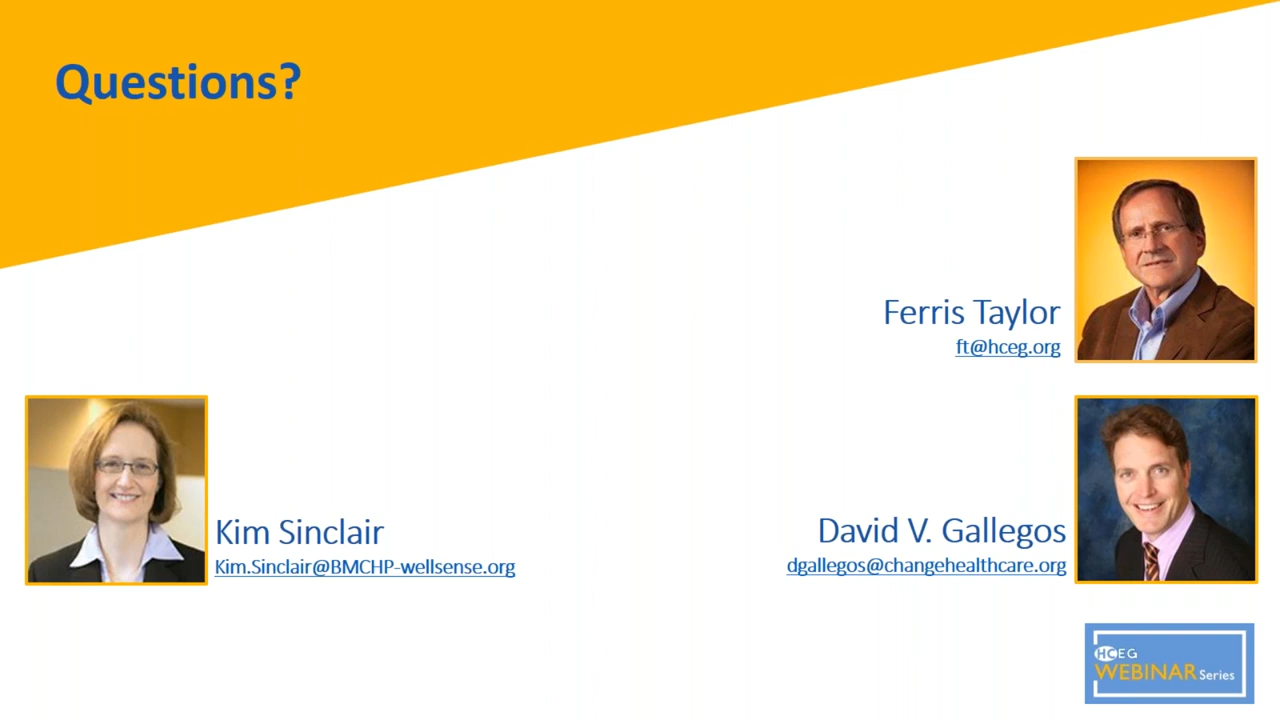 Questions?
Ferris Taylor
ft@hceg.org
Kim Sinclair
Kim.Sinclair@BMCHP-wellsense.org
David V. Gallegos
dgallegos@changehealthcare.org
HCEG
WEBINAR Series